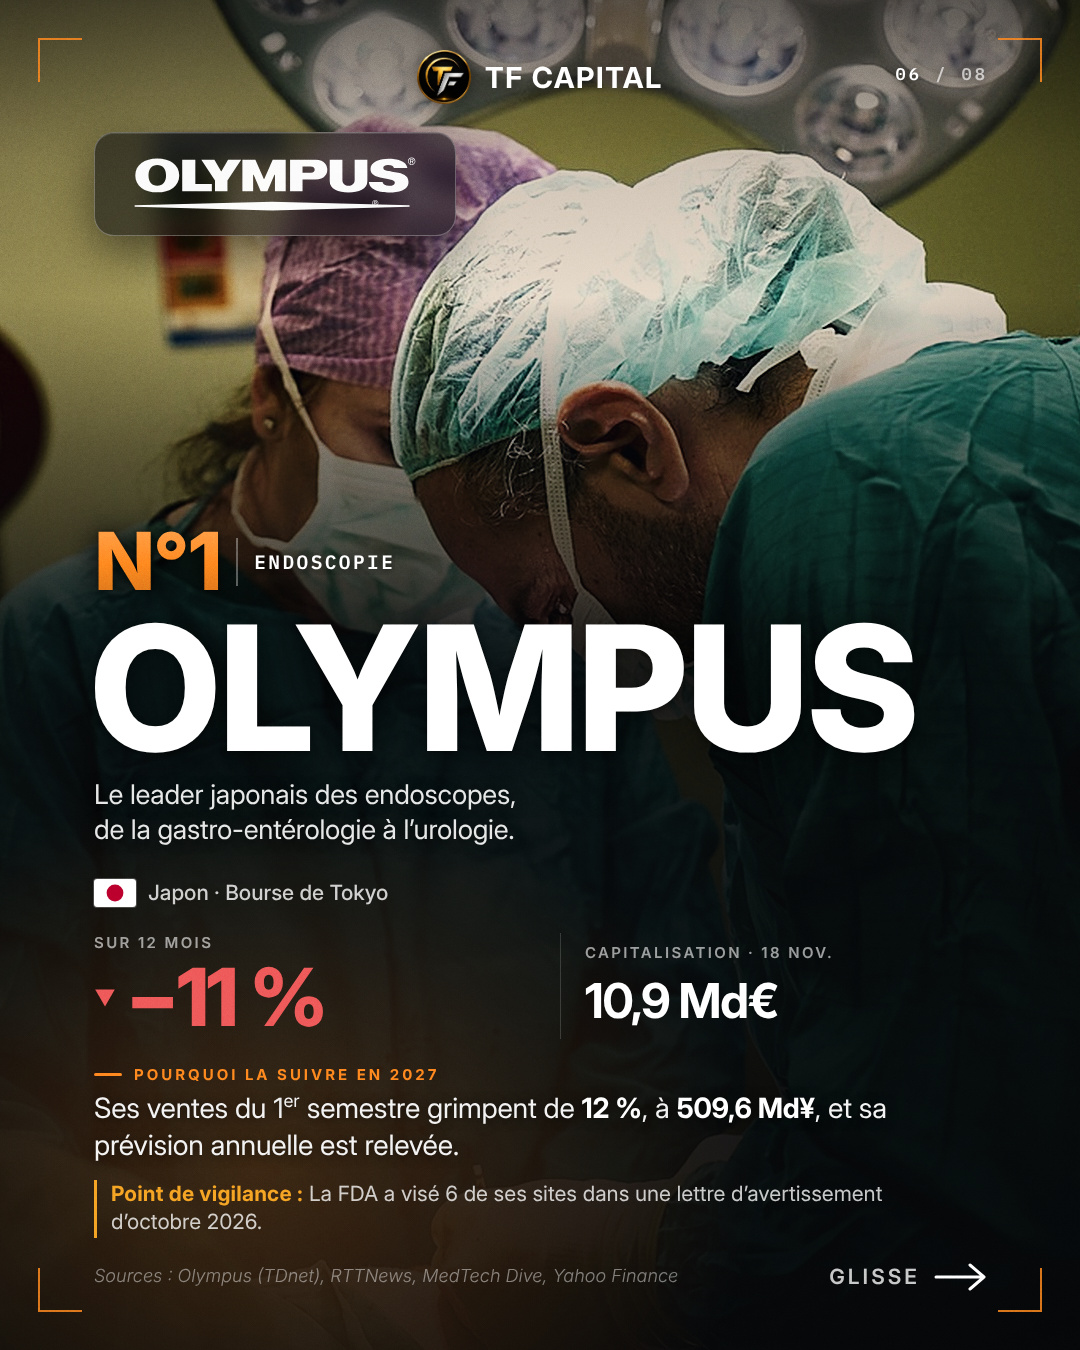 TF CAPITAL
06 / 08
OLYMPUS®
N°1
ENDOSCOPIE
OLYMPUS
Le leader japonais des endoscopes,
de la gastro-entérologie à l’urologie.
Japon · Bourse de Tokyo
SUR 12 MOIS
▼ –11 %
CAPITALISATION · 18 NOV.
10,9 Md€
POURQUOI LA SUIVRE EN 2027
Ses ventes du 1er semestre grimpent de 12 %, à 509,6 Md¥, et sa
prévision annuelle est relevée.
Point de vigilance : La FDA a visé 6 de ses sites dans une lettre d’avertissement
d’octobre 2026.
Sources : Olympus (TDnet), RTTNews, MedTech Dive, Yahoo Finance
GLISSE →